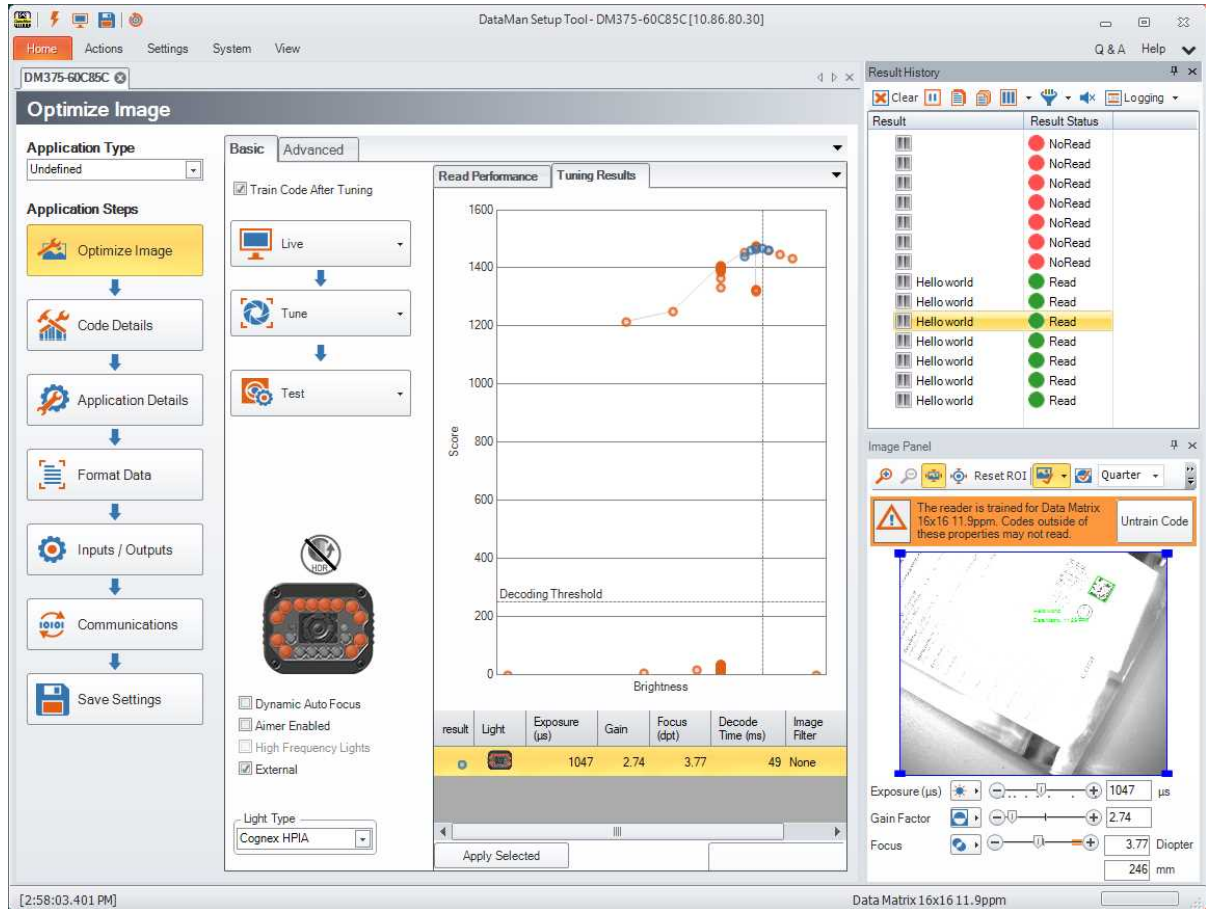 DataMan Setup Tool - DM375-60C85C [10.86.80.30]
Home Actions Settings System View Q & A Help
DM375-60C85C
Optimize Image
Application Type
Undefined
Application Steps
Optimize Image
Code Details
Application Details
Format Data
Inputs / Outputs
Communications
Save Settings
Basic Advanced
Train Code After Tuning
Live
Tune
Test
HDR
Dynamic Auto Focus
Aimer Enabled
High Frequency Lights
External
Light Type
Cognex HPIA
Read Performance Tuning Results
1600
1400
1200
1000
800
600
400
200
0
Score
Decoding Threshold
Brightness
result Light Exposure (µs) Gain Focus (dpt) Decode Time (ms) Image Filter
1047 2.74 3.77 49 None
Apply Selected
Result History
Clear Logging
Result Result Status
NoRead
NoRead
NoRead
NoRead
NoRead
NoRead
NoRead
Hello world Read
Hello world Read
Hello world Read
Hello world Read
Hello world Read
Hello world Read
Hello world Read
Image Panel
Reset ROI Quarter
The reader is trained for Data Matrix
16x16 11.9ppm. Codes outside of
these properties may not read.
Untrain Code
Hello world
Exposure (µs) 1047 µs
Gain Factor 2.74
Focus 3.77 Diopter
246 mm
[2:58:03.401 PM] Data Matrix 16x16 11.9ppm